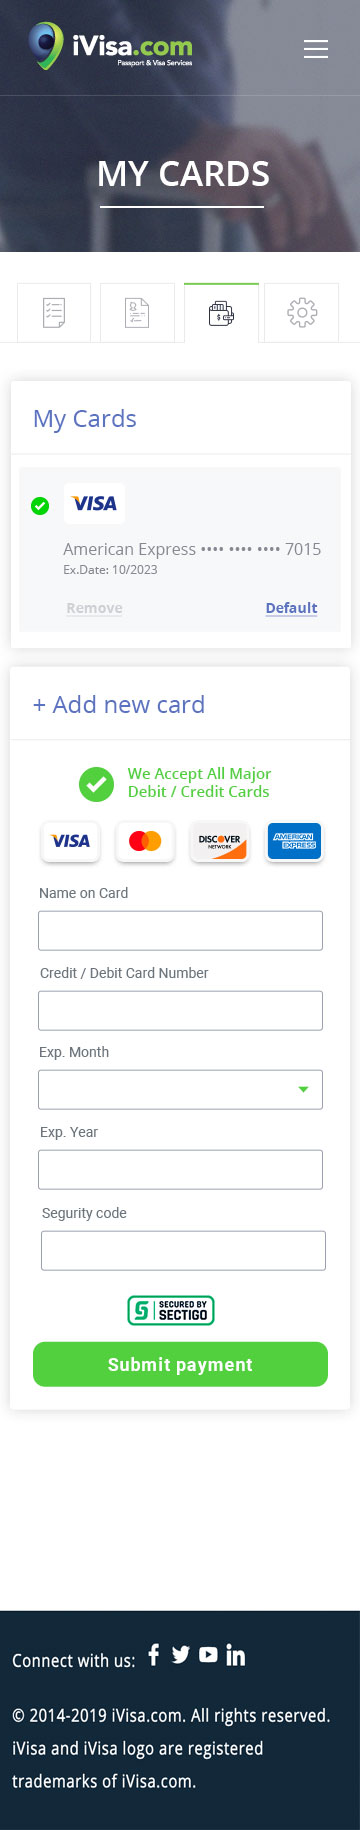 iVisa.com
Passport & Visa Services
MY CARDS
My Cards
VISA
American Express •••• •••• •••• 7015
Ex.Date: 10/2023
Remove Default
+ Add new card
We Accept All Major
Debit / Credit Cards
VISA DISCOVER NETWORK AMERICAN EXPRESS
Name on Card
Credit / Debit Card Number
Exp. Month
Exp. Year
Segurity code
S SECURED BY
SECTIGO
Submit payment
Connect with us: f in
© 2014-2019 iVisa.com. All rights reserved.
iVisa and iVisa logo are registered
trademarks of iVisa.com.